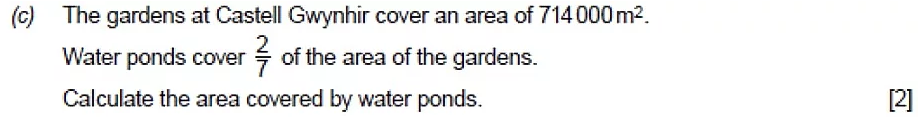 (c) The gardens at Castell Gwynhir cover an area of 714 000 m².
Water ponds cover 2/7 of the area of the gardens.
Calculate the area covered by water ponds. [2]